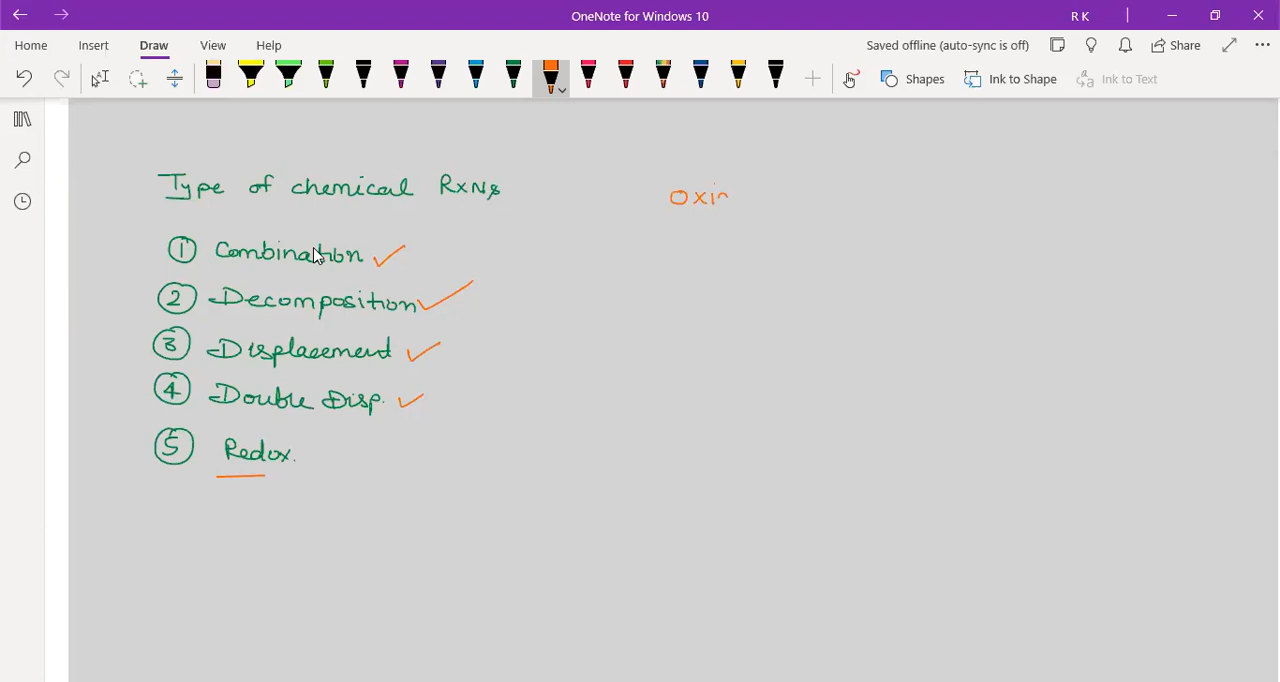 OneNote for Windows 10
R K
Home Insert Draw View Help
Saved offline (auto-sync is off) Share
Shapes Ink to Shape Ink to Text
Type of chemical RxNs
① Combination
② Decomposition
③ Displacement
④ Double Disp.
⑤ Redox.